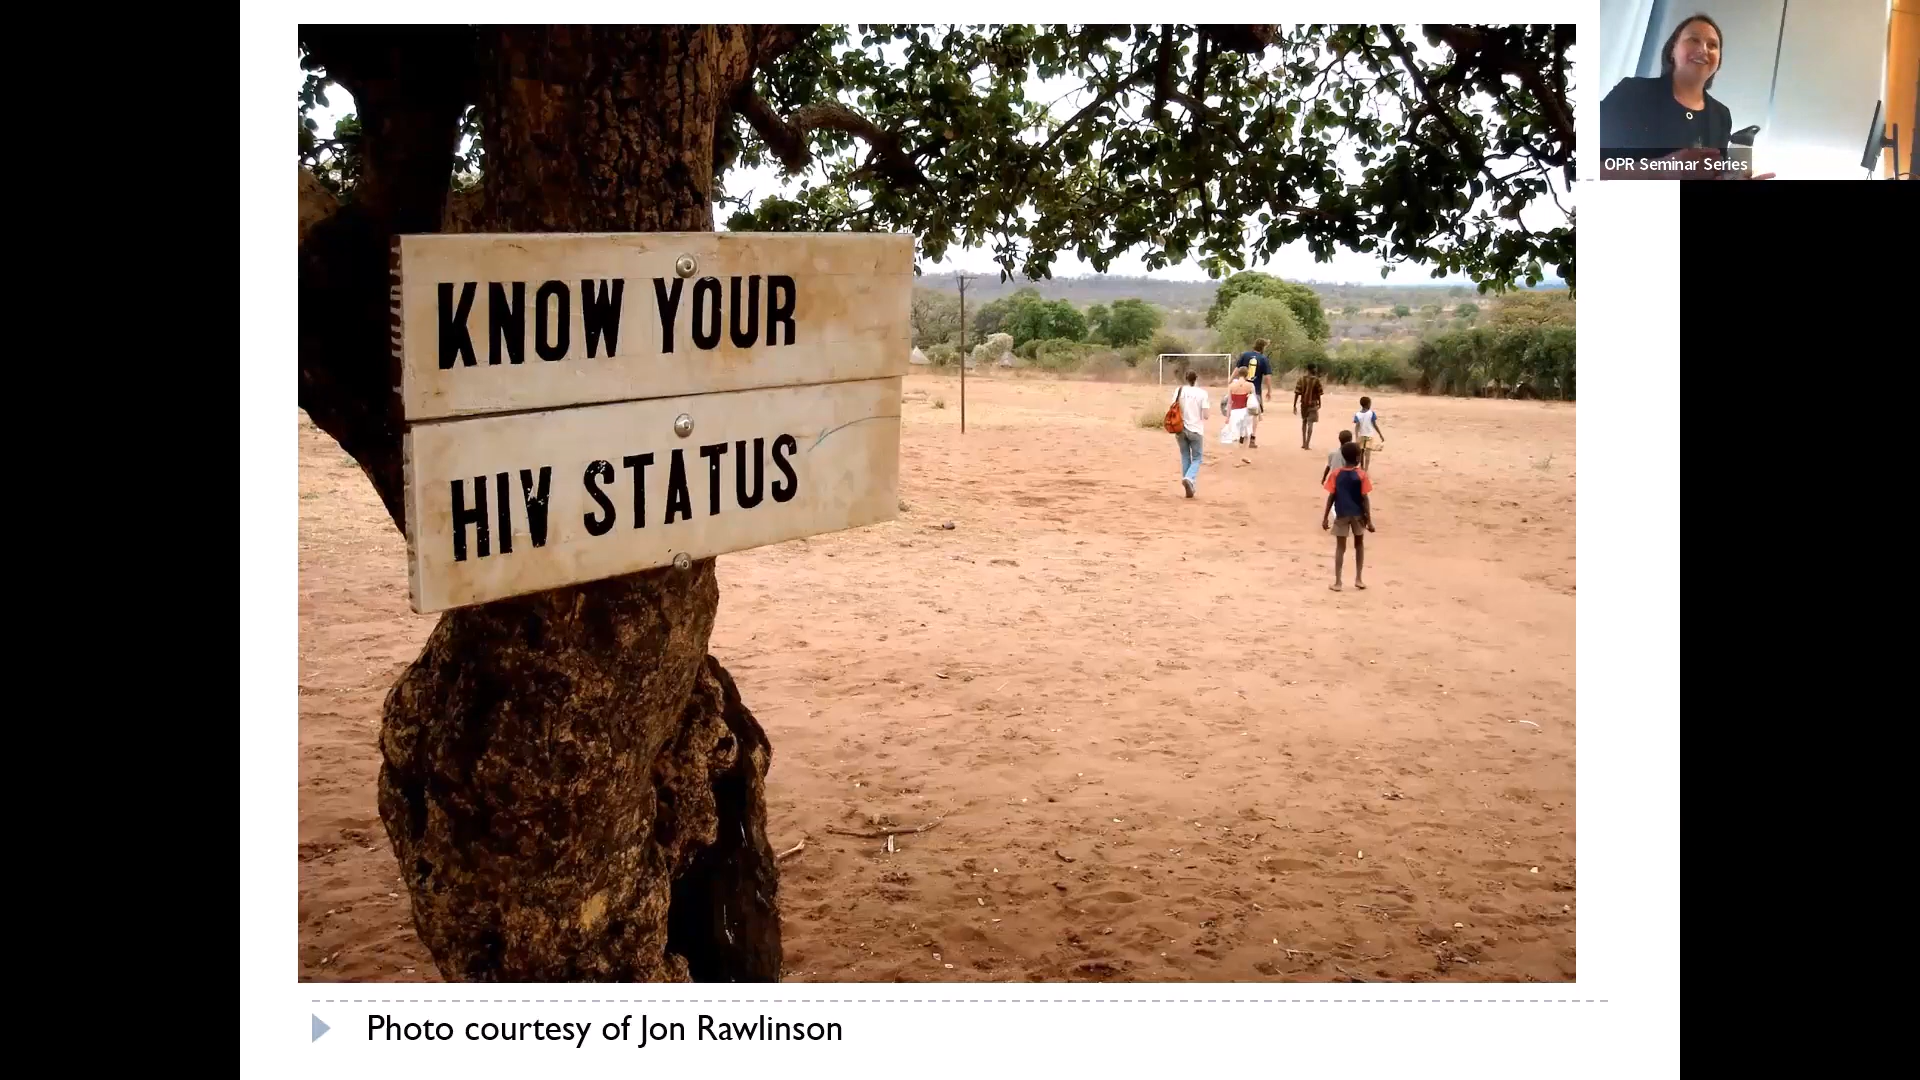 OPR Seminar Series
KNOW YOUR
HIV STATUS
Photo courtesy of Jon Rawlinson